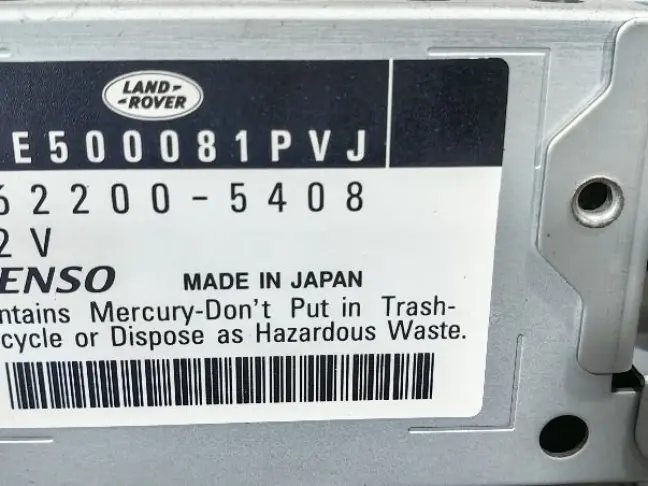 LAND-
-ROVER
E500081PVJ
62200-5408
2V
ENSO MADE IN JAPAN
ntains Mercury-Don't Put in Trash-
cycle or Dispose as Hazardous Waste.